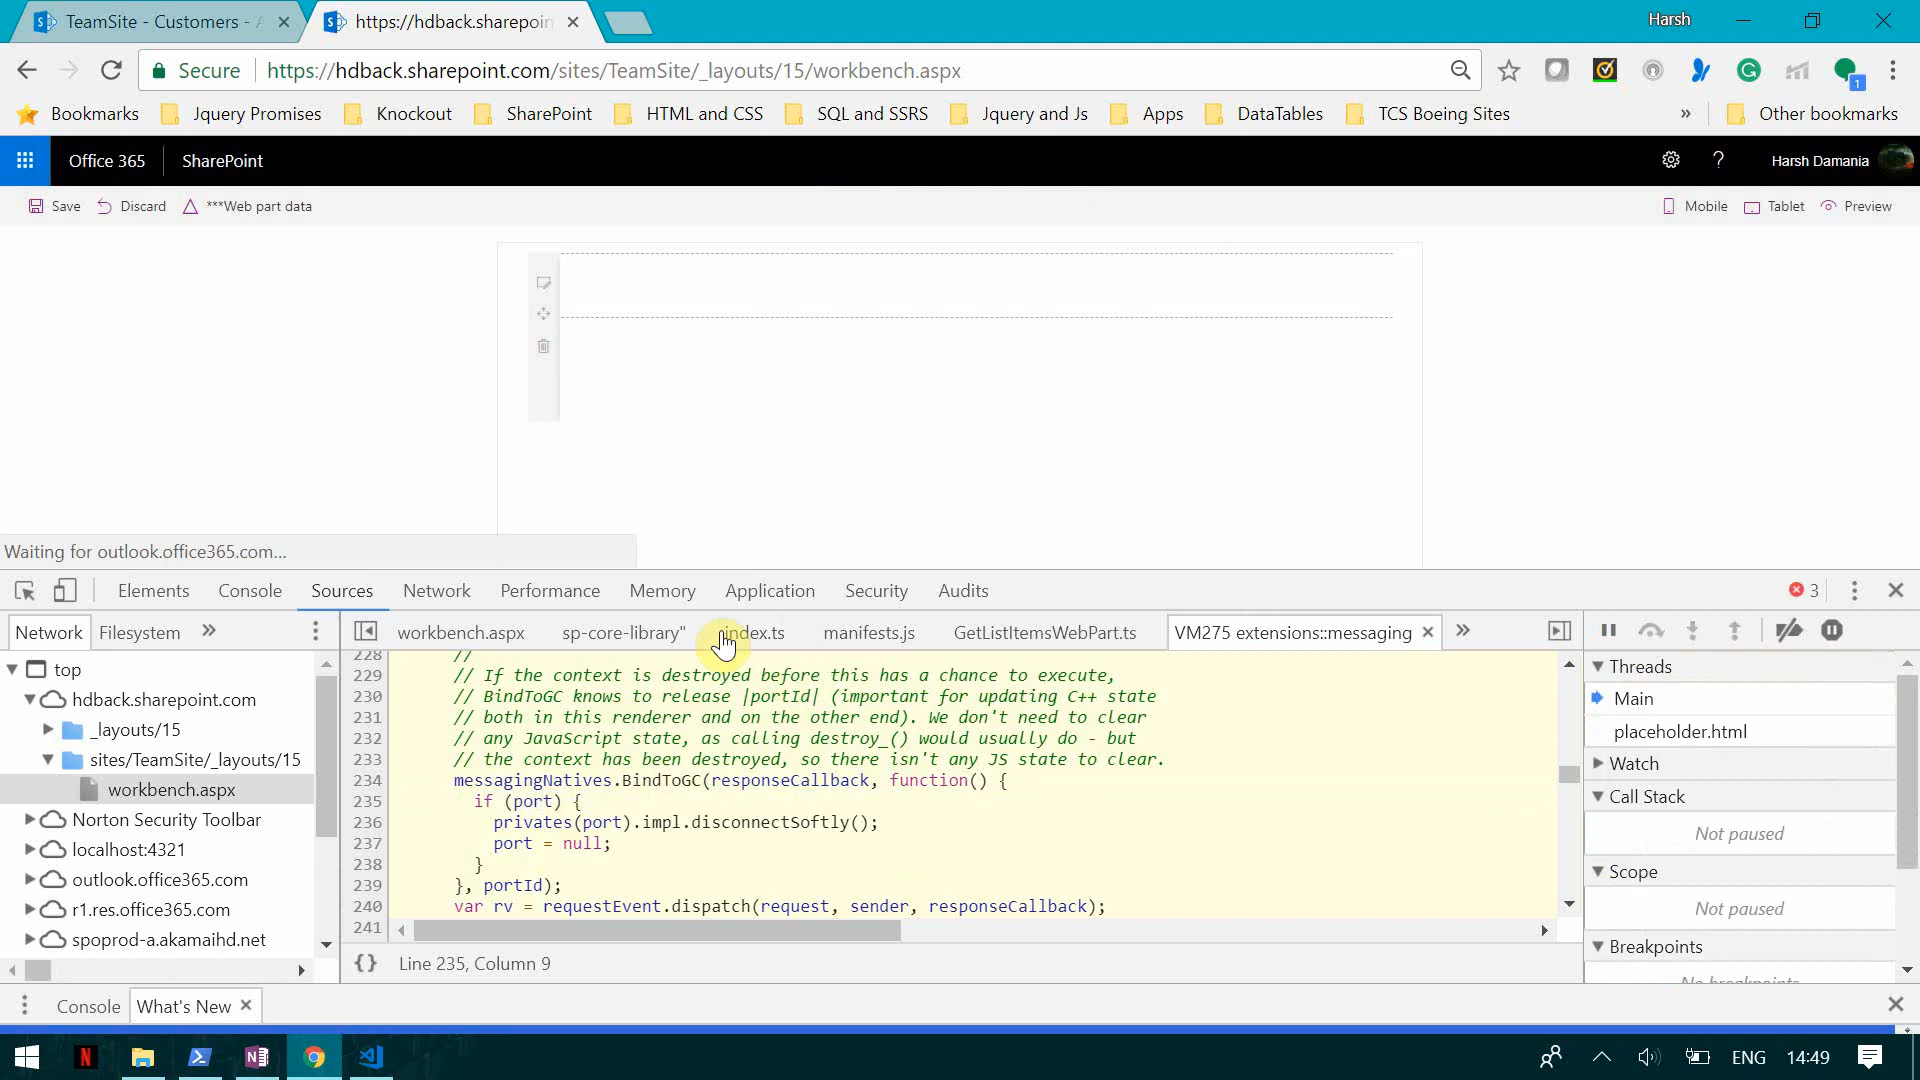 TeamSite - Customers -
https://hdback.sharepoin
Harsh
Secure
https://hdback.sharepoint.com/sites/TeamSite/_layouts/15/workbench.aspx
1
Bookmarks
Jquery Promises
Knockout
SharePoint
HTML and CSS
SQL and SSRS
Jquery and Js
Apps
DataTables
TCS Boeing Sites
»
Other bookmarks
Office 365
SharePoint
?
Harsh Damania
Save
Discard
***Web part data
Mobile
Tablet
Preview
Waiting for outlook.office365.com...
Elements
Console
Sources
Network
Performance
Memory
Application
Security
Audits
3
Network
Filesystem
»
workbench.aspx
sp-core-library"
index.ts
manifests.js
GetListItemsWebPart.ts
VM275 extensions::messaging
»
top
hdback.sharepoint.com
_layouts/15
sites/TeamSite/_layouts/15
workbench.aspx
Norton Security Toolbar
localhost:4321
outlook.office365.com
r1.res.office365.com
spoprod-a.akamaihd.net
228 //
229 // If the context is destroyed before this has a chance to execute,
230 // BindToGC knows to release |portId| (important for updating C++ state
231 // both in this renderer and on the other end). We don't need to clear
232 // any JavaScript state, as calling destroy_() would usually do - but
233 // the context has been destroyed, so there isn't any JS state to clear.
234 messagingNatives.BindToGC(responseCallback, function() {
235 if (port) {
236 privates(port).impl.disconnectSoftly();
237 port = null;
238 }
239 }, portId);
240 var rv = requestEvent.dispatch(request, sender, responseCallback);
241
{} Line 235, Column 9
Threads
Main
placeholder.html
Watch
Call Stack
Not paused
Scope
Not paused
Breakpoints
No breakpoints
Console
What's New
ENG
14:49